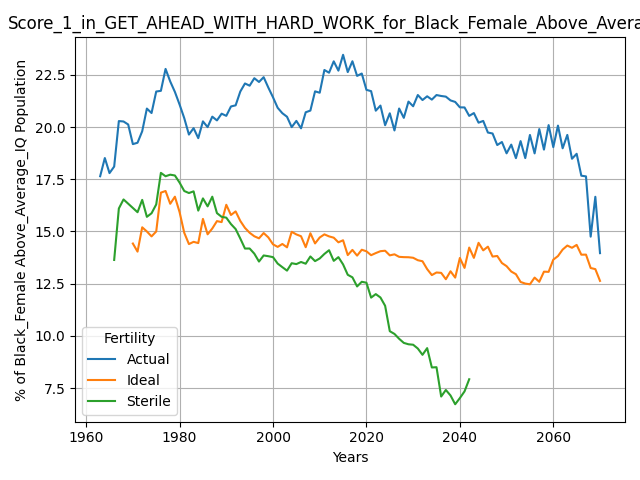 Score_1_in_GET_AHEAD_WITH_HARD_WORK_for_Black_Female_Above_Avera
% of Black_Female Above_Average_IQ Population
22.5
20.0
17.5
15.0
12.5
10.0
7.5
Fertility
Actual
Ideal
Sterile
1960 1980 2000 2020 2040 2060
Years